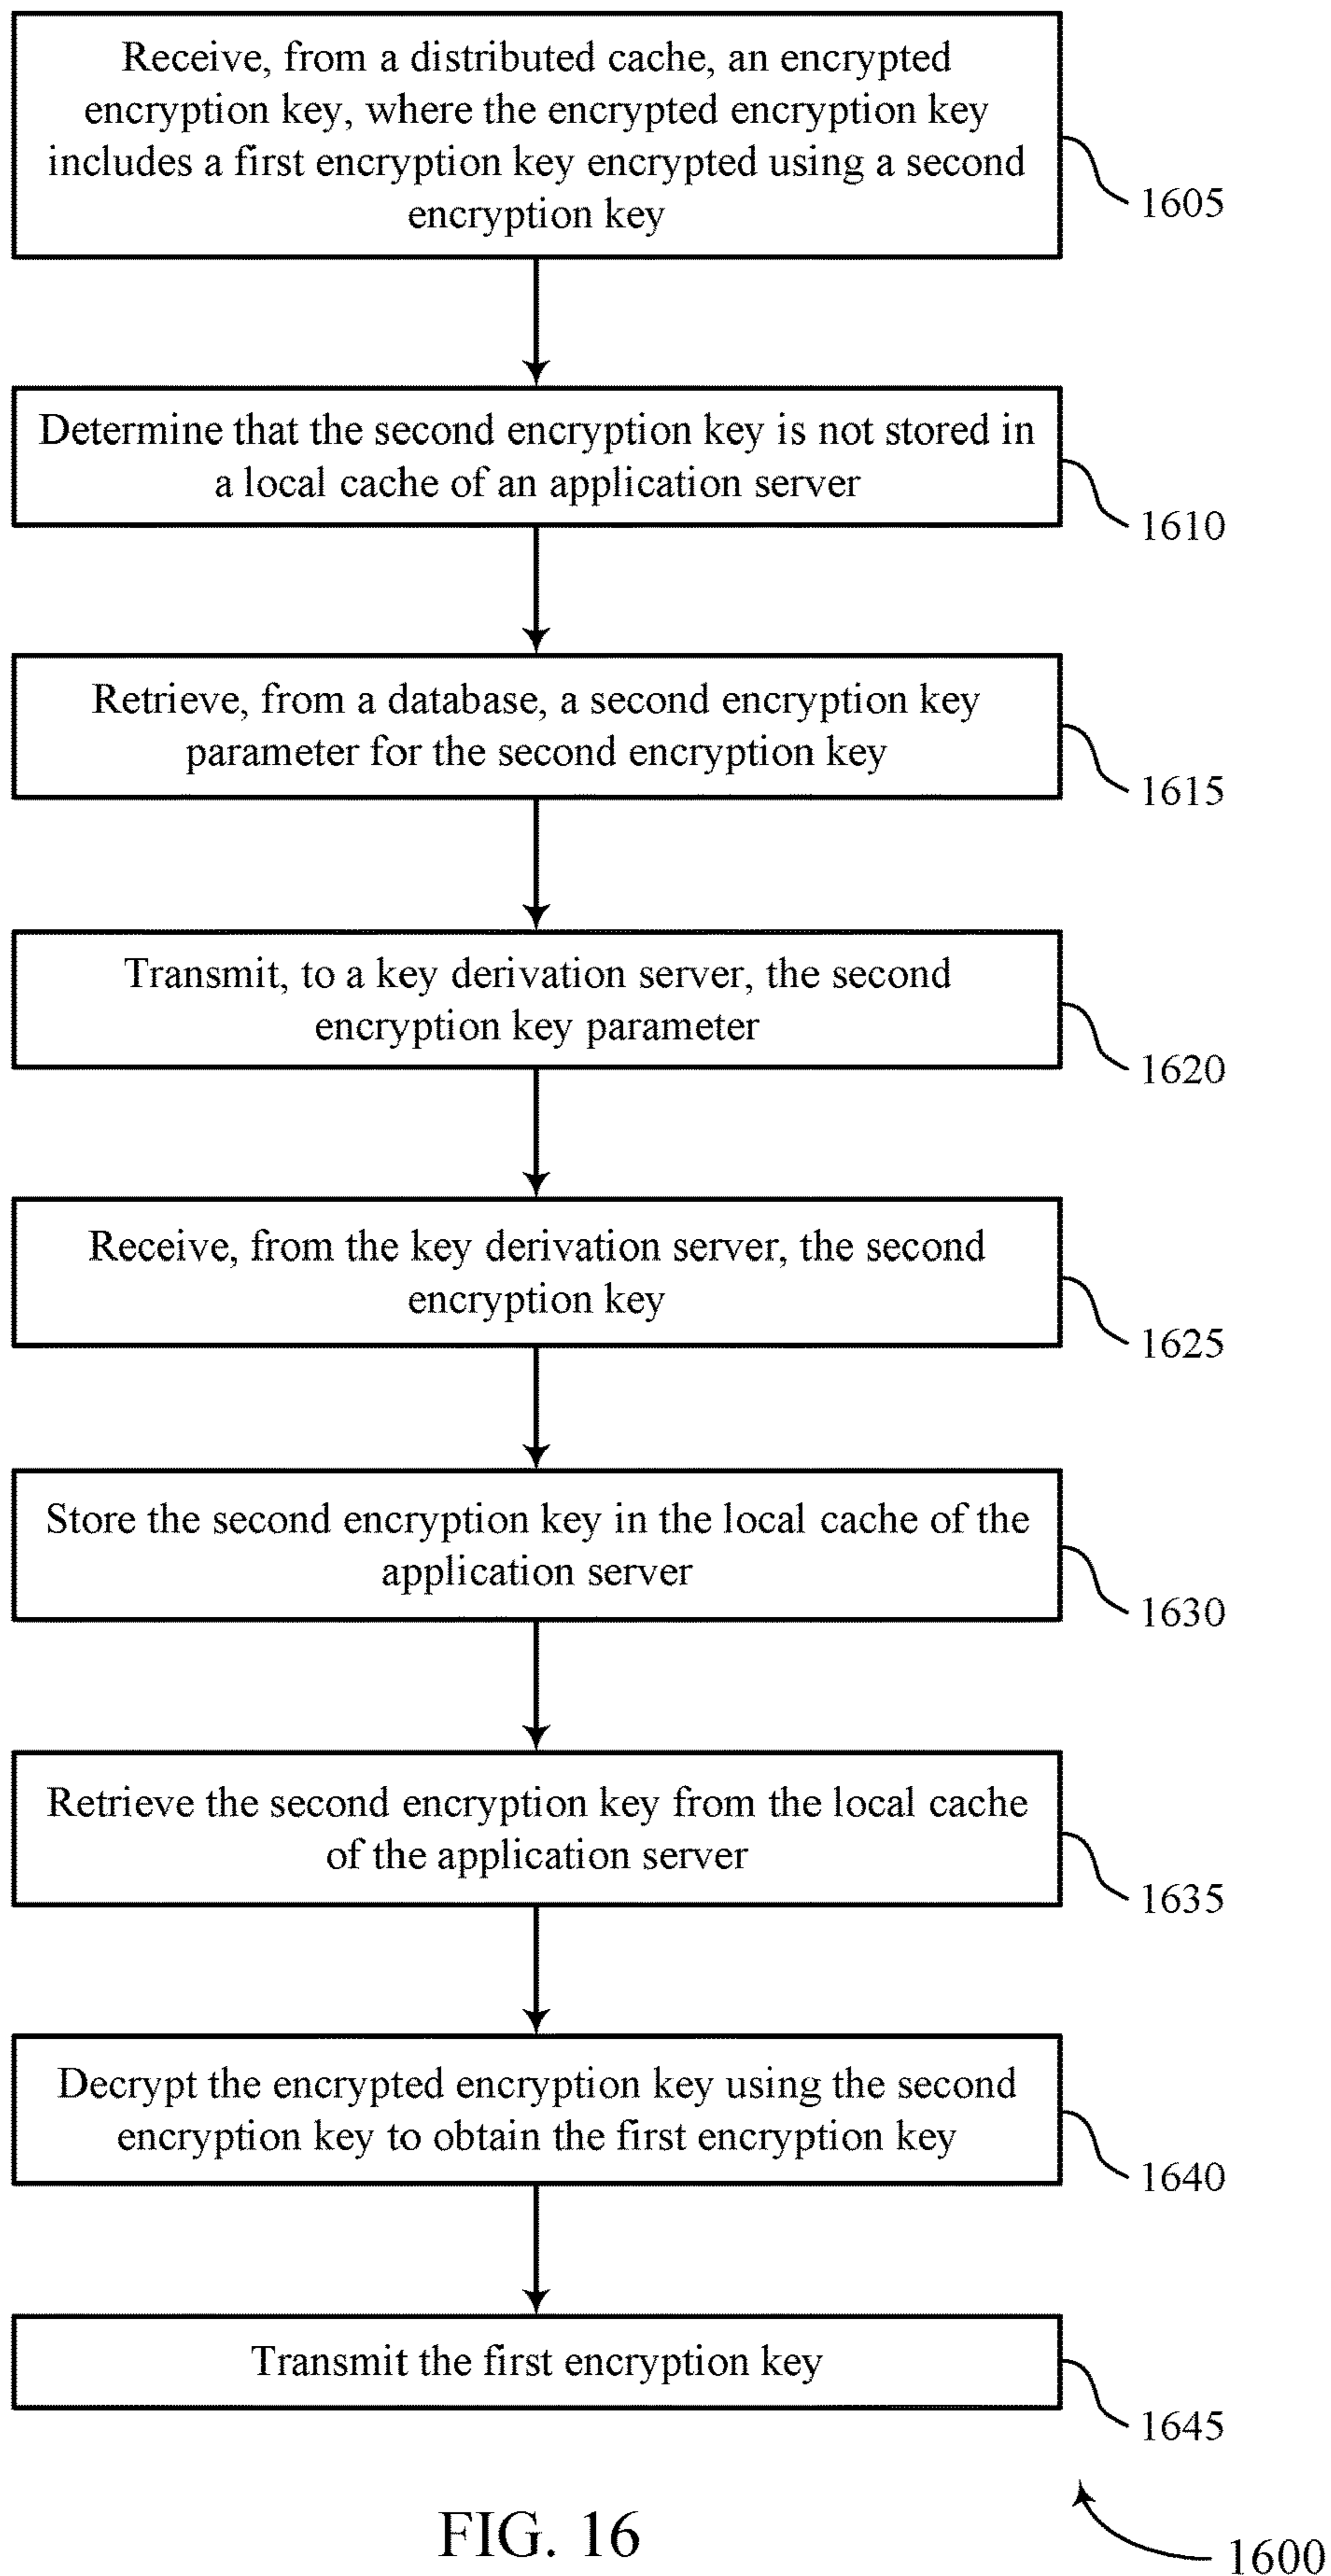 Receive, from a distributed cache, an encrypted
encryption key, where the encrypted encryption key
includes a first encryption key encrypted using a second
encryption key
1605
Determine that the second encryption key is not stored in
a local cache of an application server
1610
Retrieve, from a database, a second encryption key
parameter for the second encryption key
1615
Transmit, to a key derivation server, the second
encryption key parameter
1620
Receive, from the key derivation server, the second
encryption key
1625
Store the second encryption key in the local cache of the
application server
1630
Retrieve the second encryption key from the local cache
of the application server
1635
Decrypt the encrypted encryption key using the second
encryption key to obtain the first encryption key
1640
Transmit the first encryption key
1645
FIG. 16
1600